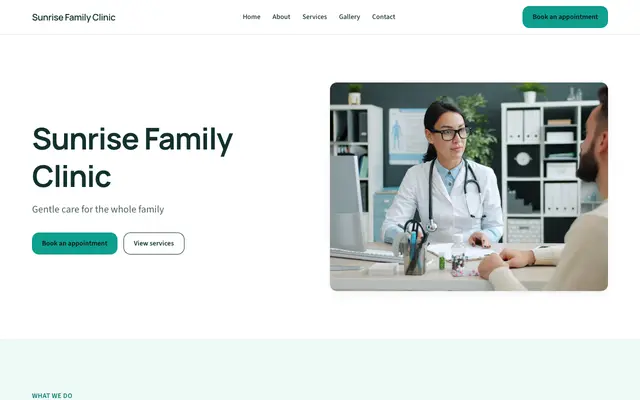 Sunrise Family Clinic
Home About Services Gallery Contact
Book an appointment
Sunrise Family
Clinic
Gentle care for the whole family
Book an appointment View services
WHAT WE DO